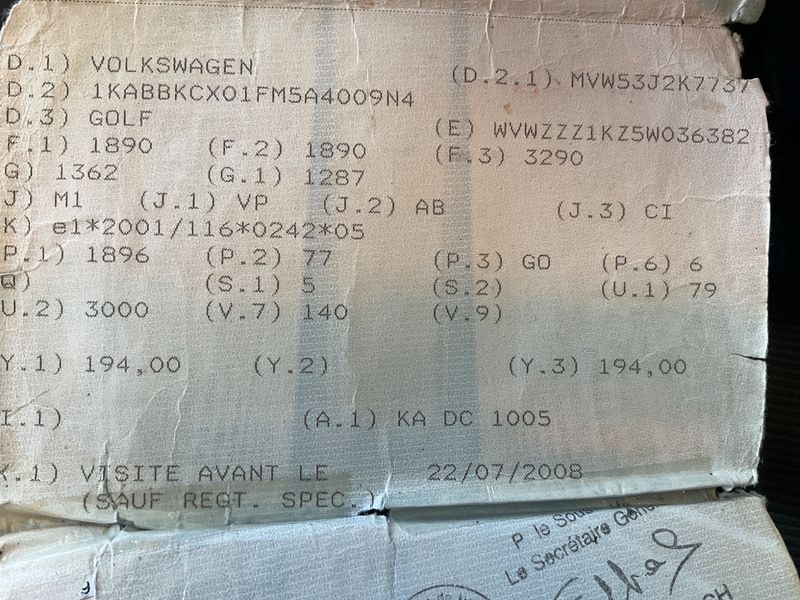 D.1) VOLKSWAGEN (D.2.1) MVW53J2K7737
D.2) 1KABBKCX01FM5A4009N4
D.3) GOLF (E) WVWZZZ1KZ5W036382
F.1) 1890 (F.2) 1890 (F.3) 3290
G) 1362 (G.1) 1287
J) M1 (J.1) VP (J.2) AB (J.3) CI
K) e1*2001/116*0242*05
P.1) 1896 (P.2) 77 (P.3) GO (P.6) 6
Q) (S.1) 5 (S.2) (U.1) 79
U.2) 3000 (V.7) 140 (V.9)
Y.1) 194,00 (Y.2) (Y.3) 194,00
I.1) (A.1) KA DC 1005
X.1) VISITE AVANT LE 22/07/2008
(SAUF REGT. SPEC.)
P le
Le Secrétaire
CH